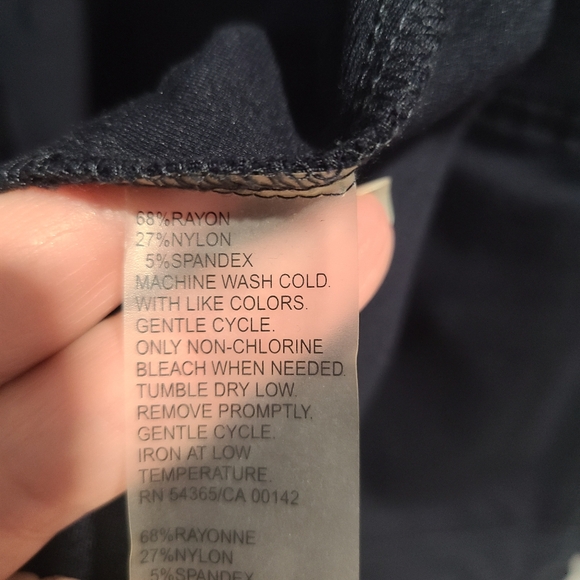 68%RAYON
27%NYLON
5%SPANDEX
MACHINE WASH COLD.
WITH LIKE COLORS.
GENTLE CYCLE.
ONLY NON-CHLORINE
BLEACH WHEN NEEDED.
TUMBLE DRY LOW.
REMOVE PROMPTLY,
GENTLE CYCLE.
IRON AT LOW
TEMPERATURE.
RN 54365/CA 00142
68%RAYONNE
27%NYLON
5%SPANDEX